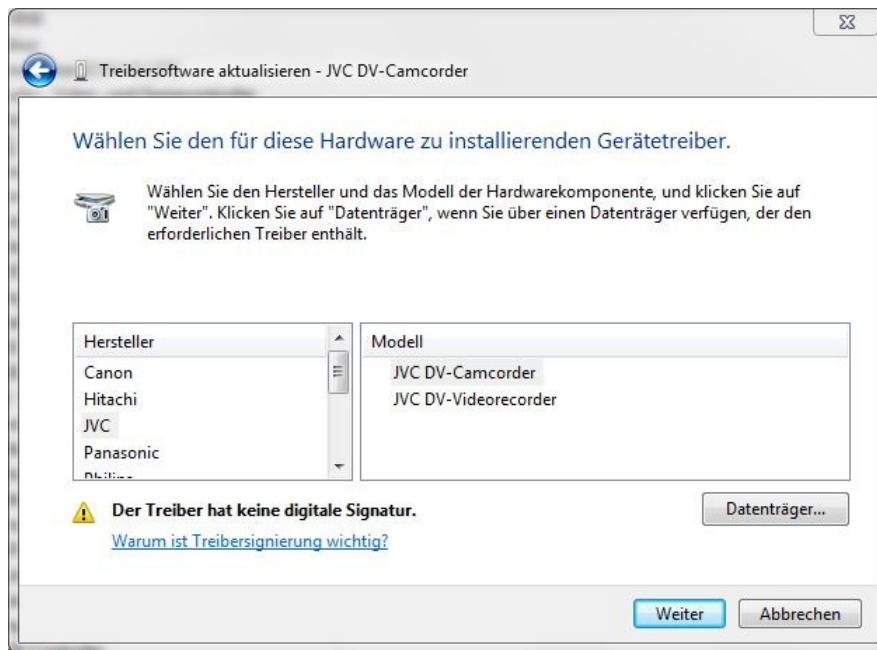 Treibersoftware aktualisieren - JVC DV-Camcorder
Wählen Sie den für diese Hardware zu installierenden Gerätetreiber.
Wählen Sie den Hersteller und das Modell der Hardwarekomponente, und klicken Sie auf
"Weiter". Klicken Sie auf "Datenträger", wenn Sie über einen Datenträger verfügen, der den
erforderlichen Treiber enthält.
Hersteller
Canon
Hitachi
JVC
Panasonic
Modell
JVC DV-Camcorder
JVC DV-Videorecorder
Der Treiber hat keine digitale Signatur.
Warum ist Treibersignierung wichtig?
Datenträger...
Weiter
Abbrechen